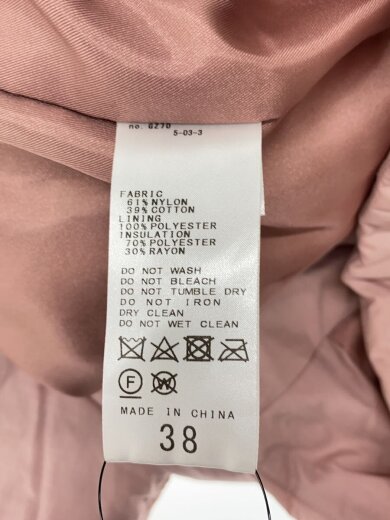 no. GZ70
5-03-3
FABRIC
61%NYLON
39%COTTON
LINING
100%POLYESTER
INSULATION
70%POLYESTER
30%RAYON
DO NOT WASH
DO NOT BLEACH
DO NOT TUMBLE DRY
DO NOT IRON
DRY CLEAN
DO NOT WET CLEAN
F W
MADE IN CHINA
38